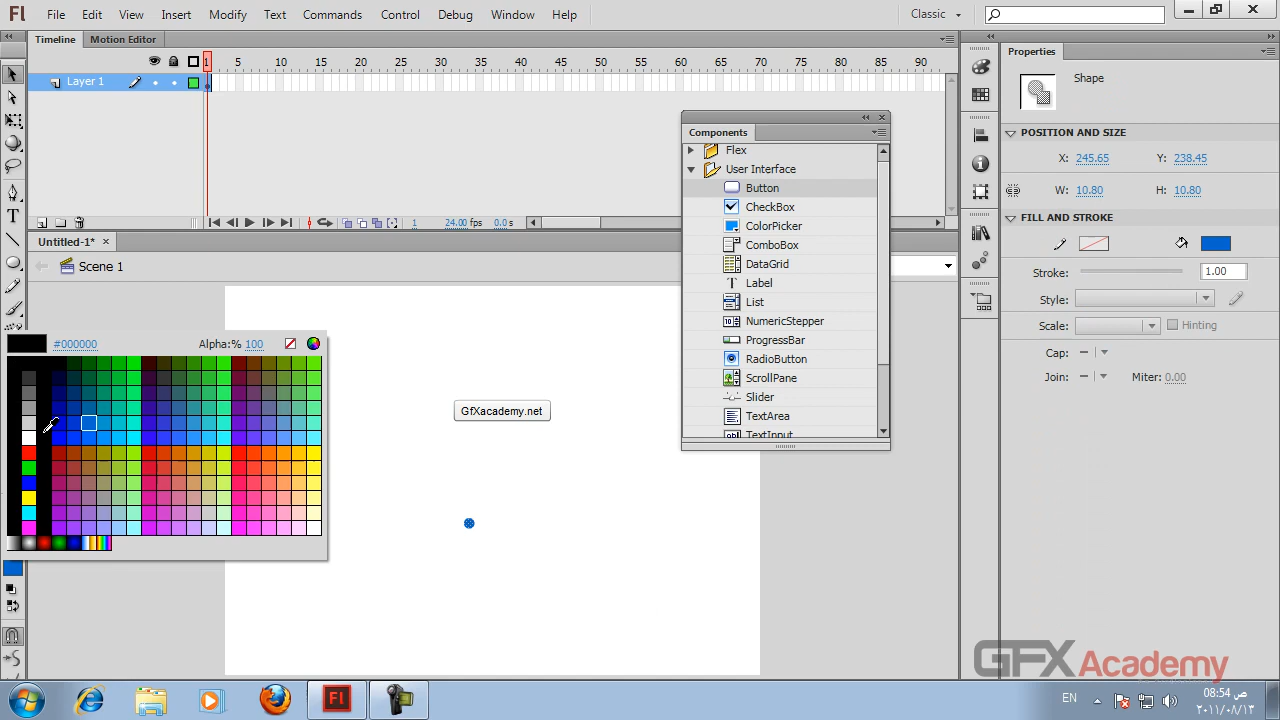 Fl File Edit View Insert Modify Text Commands Control Debug Window Help Classic
Timeline Motion Editor
1 5 10 15 20 25 30 35 40 45 50 55 60 65 70 75 80 85 90
Layer 1
1 24.00 fps 0.0 s
Untitled-1*
Scene 1
#000000 Alpha:% 100
GfXacademy.net
Components
Flex
User Interface
Button
CheckBox
ColorPicker
ComboBox
DataGrid
Label
List
NumericStepper
ProgressBar
RadioButton
ScrollPane
Slider
TextArea
TextInput
Properties
Shape
POSITION AND SIZE
X: 245.65 Y: 238.45
W: 10.80 H: 10.80
FILL AND STROKE
Stroke: 1.00
Style:
Scale: Hinting
Cap:
Join: Miter: 0.00
GFX Academy
Fl EN 08:54 ص
٢٠١١/٠٨/١٣